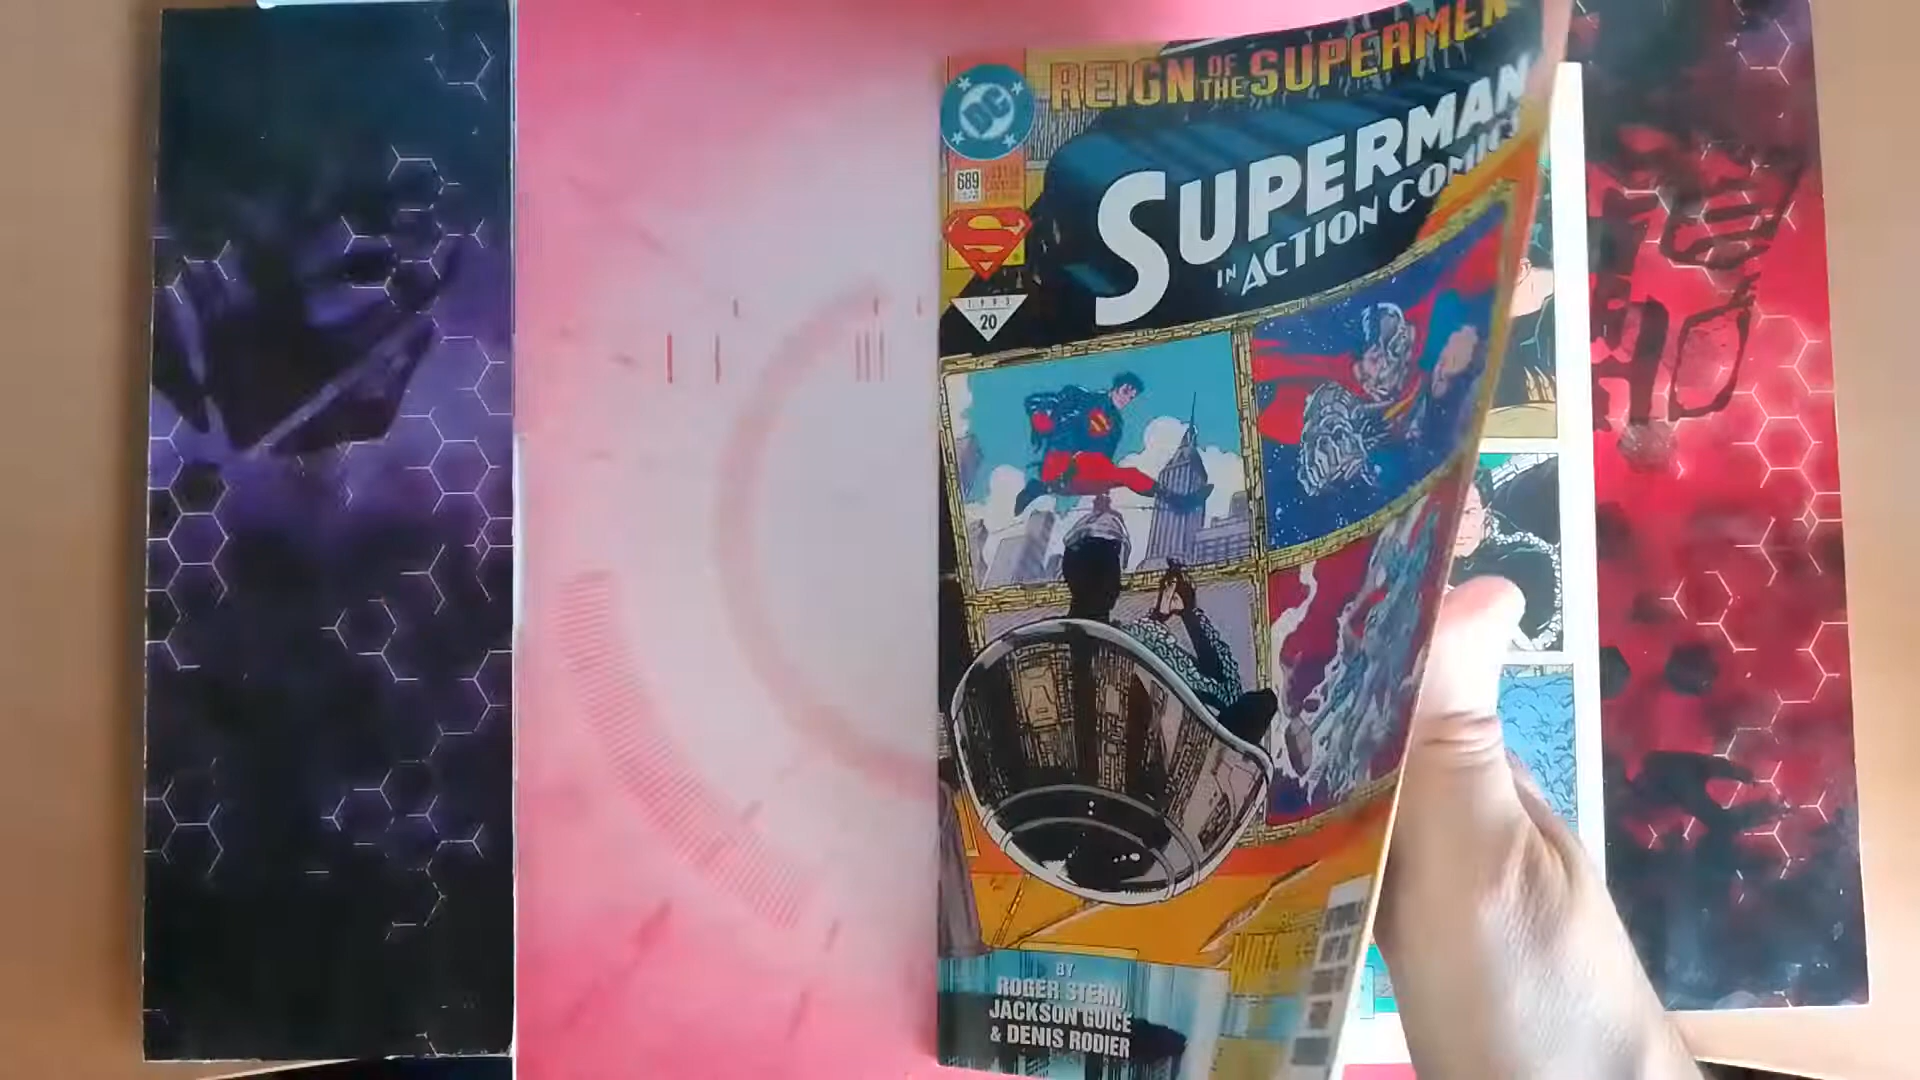 REIGN OF THE SUPERMEN
DC
SUPERMAN
IN ACTION COMICS
689
S
1993
20
BY
ROGER STERN,
JACKSON GUICE
& DENIS RODIER